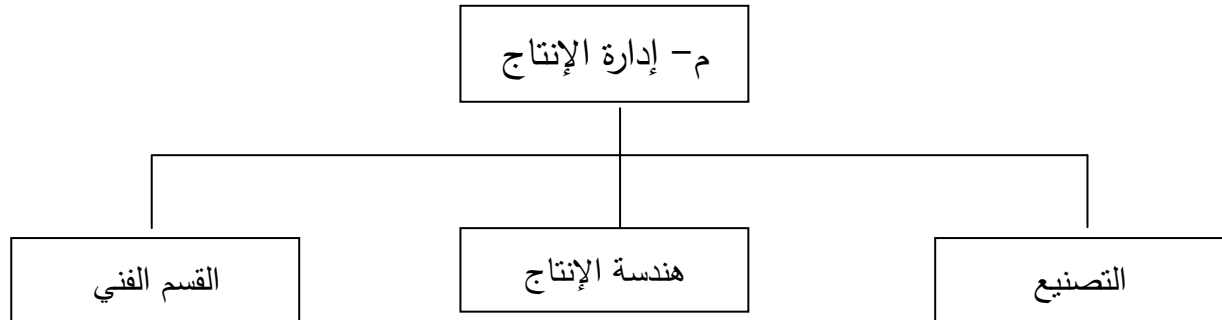 م– إدارة الإنتاج
التصنيع
هندسة الإنتاج
القسم الفني